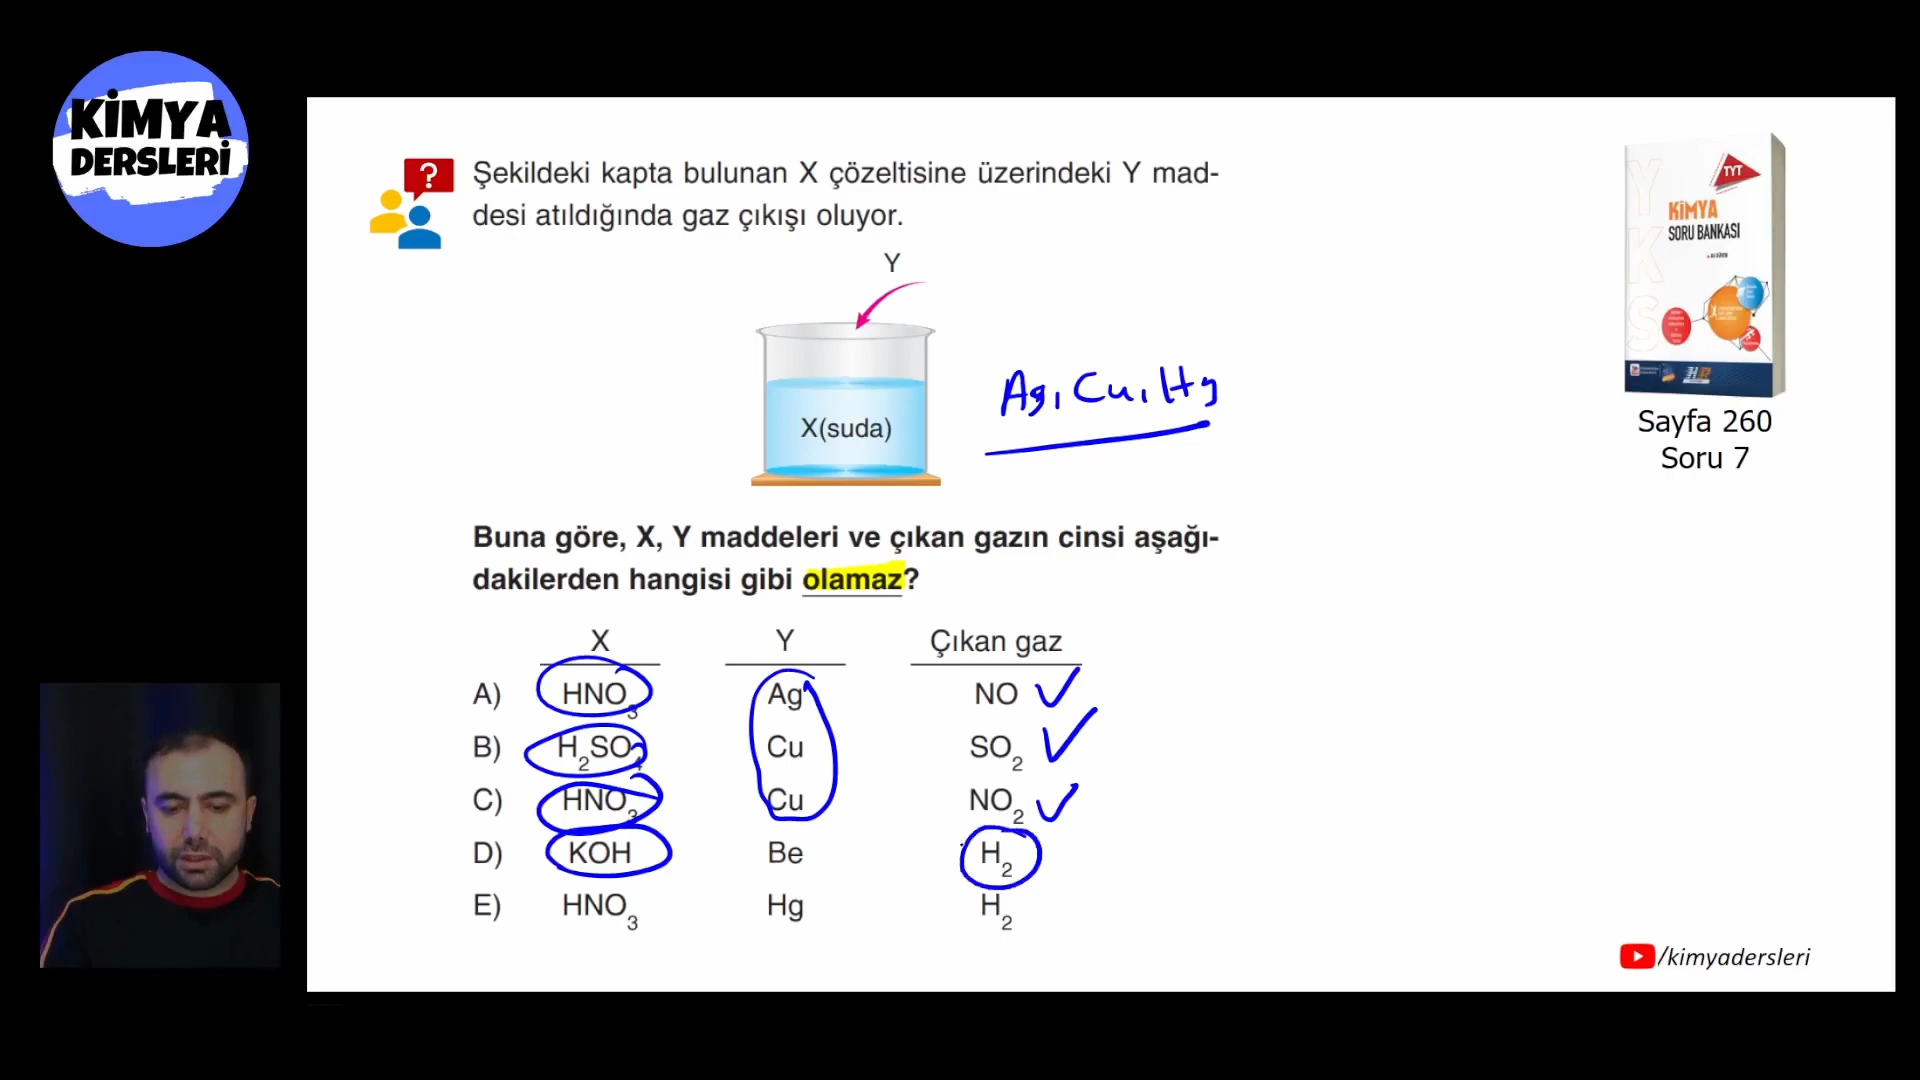 KİMYA
DERSLERİ
?
Şekildeki kapta bulunan X çözeltisine üzerindeki Y mad-
desi atıldığında gaz çıkışı oluyor.
Y
X(suda)
Ag, Cu, Hg
Buna göre, X, Y maddeleri ve çıkan gazın cinsi aşağı-
dakilerden hangisi gibi olamaz?
X Y Çıkan gaz
A) HNO3 Ag NO ✓
B) H2SO4 Cu SO2 ✓
C) HNO3 Cu NO2 ✓
D) KOH Be H2
E) HNO3 Hg H2
YKS
TYT
KİMYA
SORU BANKASI
Sayfa 260
Soru 7
/kimyadersleri